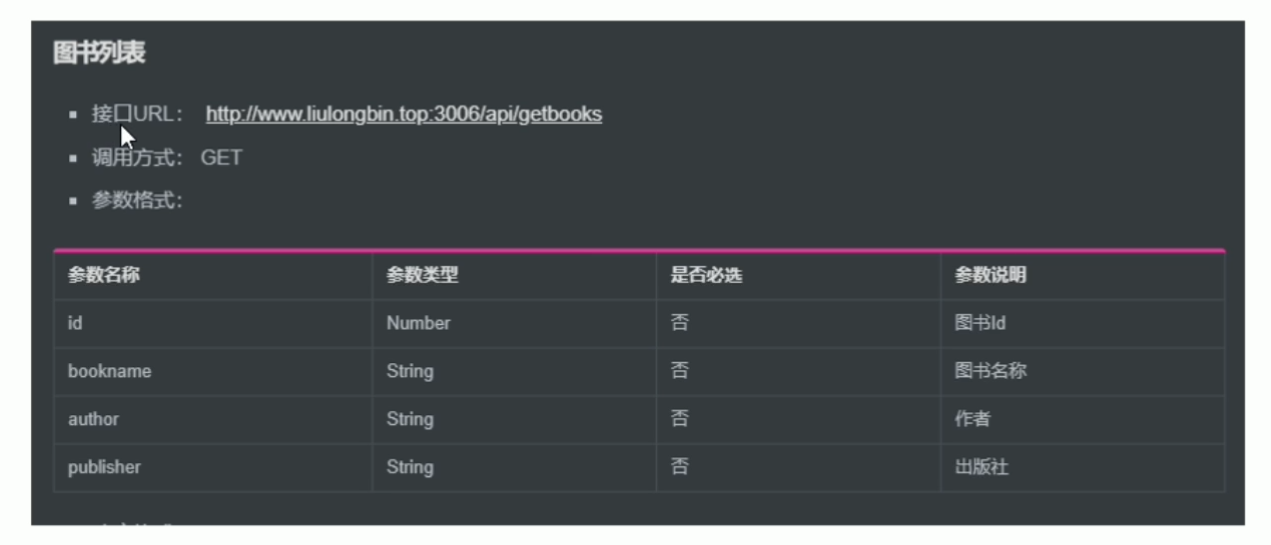 图书列表
接口URL： http://www.liulongbin.top:3006/api/getbooks
调用方式： GET
参数格式：
参数名称 参数类型 是否必选 参数说明
id Number 否 图书Id
bookname String 否 图书名称
author String 否 作者
publisher String 否 出版社